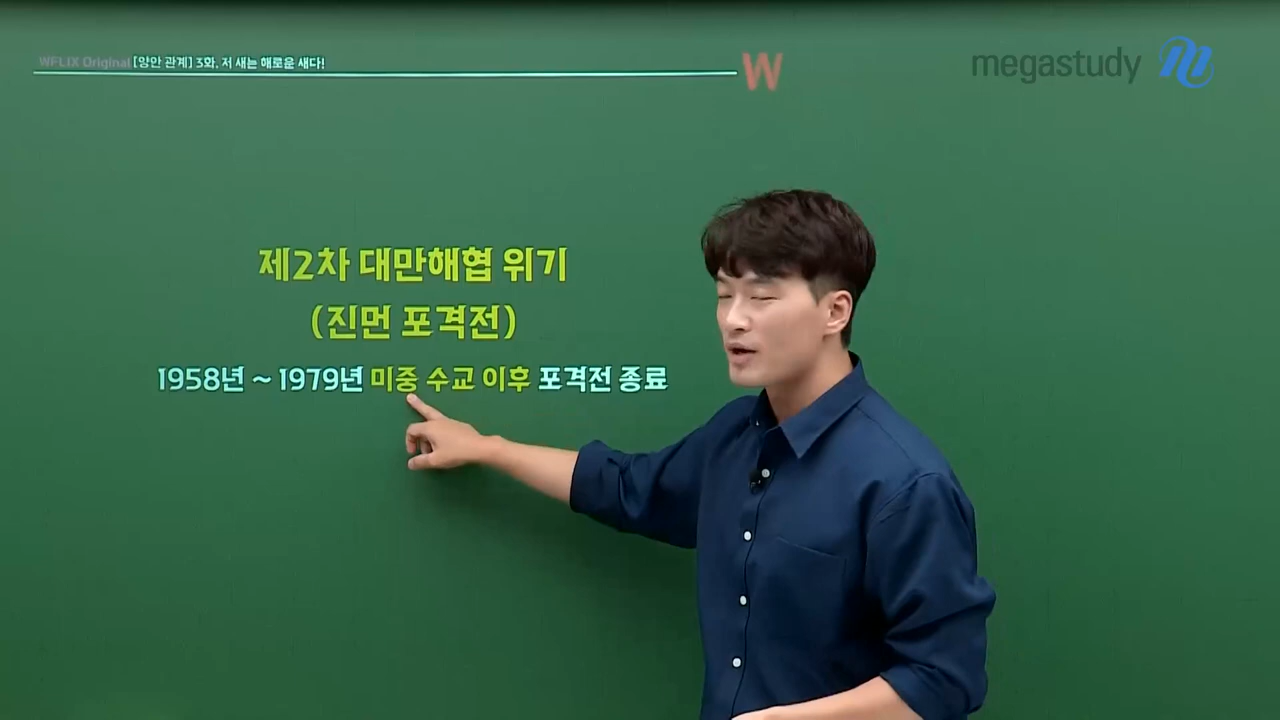 WFLIX Original [양안 관계] 3화, 저 새는 해로운 새다!
W
megastudy
제2차 대만해협 위기
(진먼 포격전)
1958년 ~ 1979년 미중 수교 이후 포격전 종료